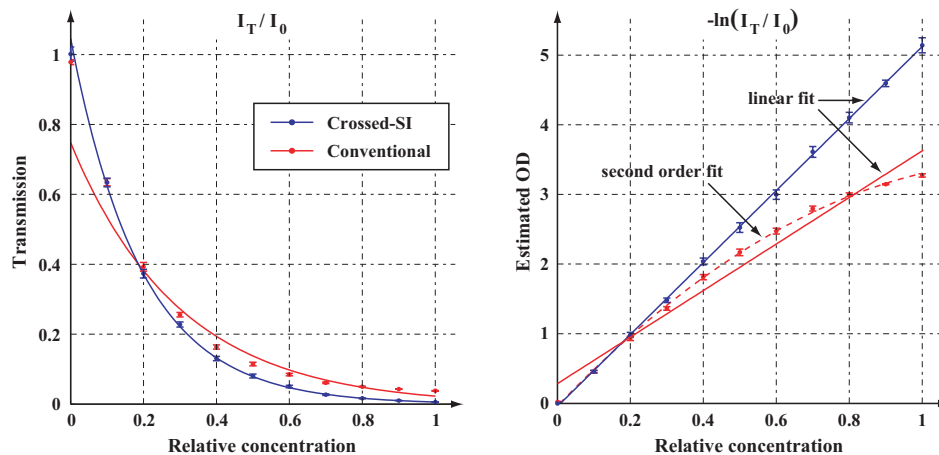 I_T / I_0
Transmission
1
0.8
0.6
0.4
0.2
0
Crossed-SI
Conventional
0 0.2 0.4 0.6 0.8 1
Relative concentration
-ln(I_T / I_0)
Estimated OD
5
4
3
2
1
0
linear fit
second order fit
0 0.2 0.4 0.6 0.8 1
Relative concentration